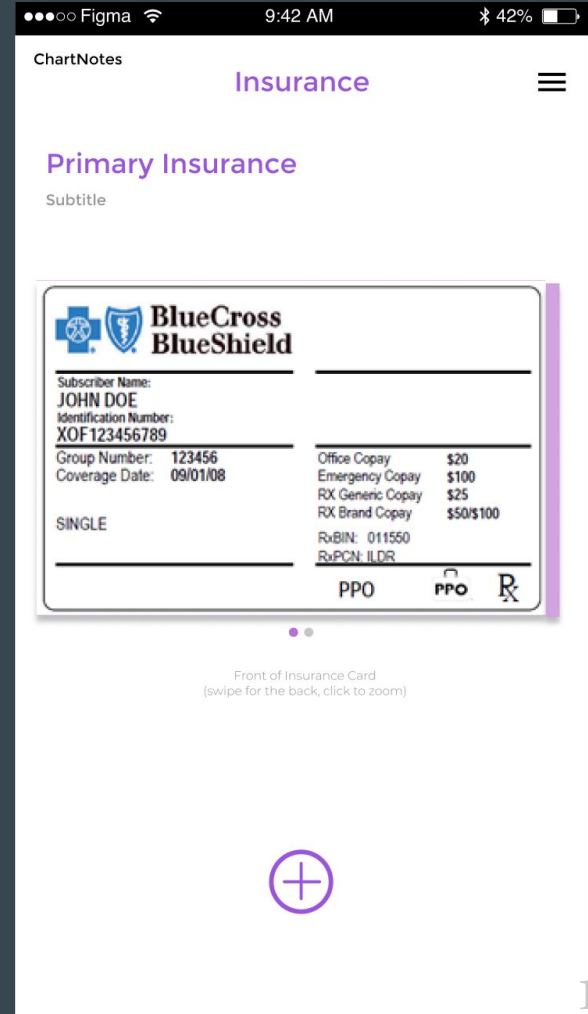 Figma 9:42 AM 42%
ChartNotes
Insurance
Primary Insurance
Subtitle
BlueCross
BlueShield
Subscriber Name:
JOHN DOE
Identification Number:
XOF123456789
Group Number: 123456
Coverage Date: 09/01/08
SINGLE
Office Copay $20
Emergency Copay $100
RX Generic Copay $25
RX Brand Copay $50/$100
RxBIN: 011550
RxPCN: ILDR
PPO PPO Rx
Front of Insurance Card
(swipe for the back, click to zoom)